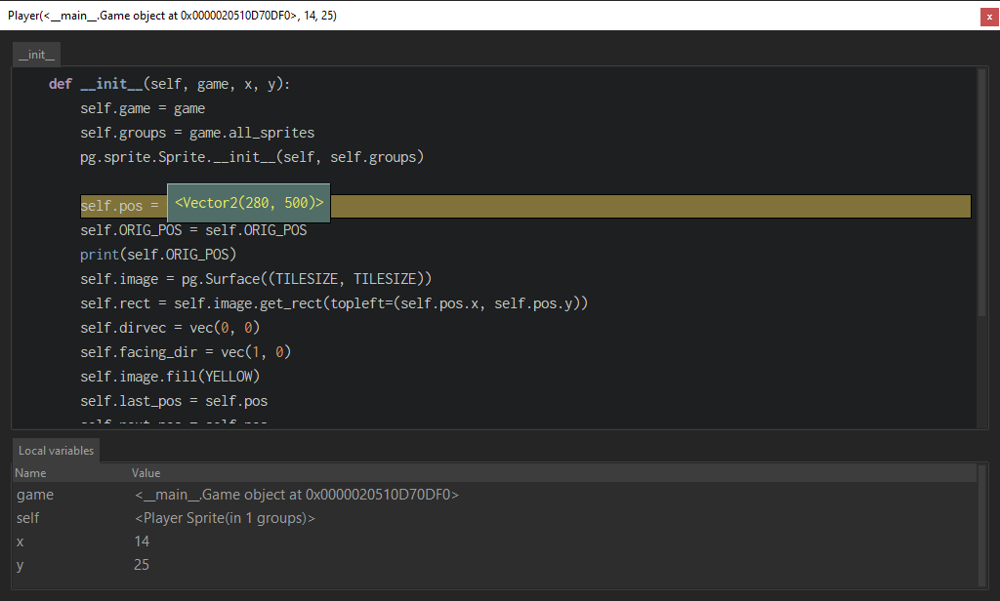 Player(<__main__.Game object at 0x0000020510D70DF0>, 14, 25)
x
__init__
def __init__(self, game, x, y):
self.game = game
self.groups = game.all_sprites
pg.sprite.Sprite.__init__(self, self.groups)
self.pos = <Vector2(280, 500)>
self.ORIG_POS = self.ORIG_POS
print(self.ORIG_POS)
self.image = pg.Surface((TILESIZE, TILESIZE))
self.rect = self.image.get_rect(topleft=(self.pos.x, self.pos.y))
self.dirvec = vec(0, 0)
self.facing_dir = vec(1, 0)
self.image.fill(YELLOW)
self.last_pos = self.pos
Local variables
Name Value
game <__main__.Game object at 0x0000020510D70DF0>
self <Player Sprite(in 1 groups)>
x 14
y 25